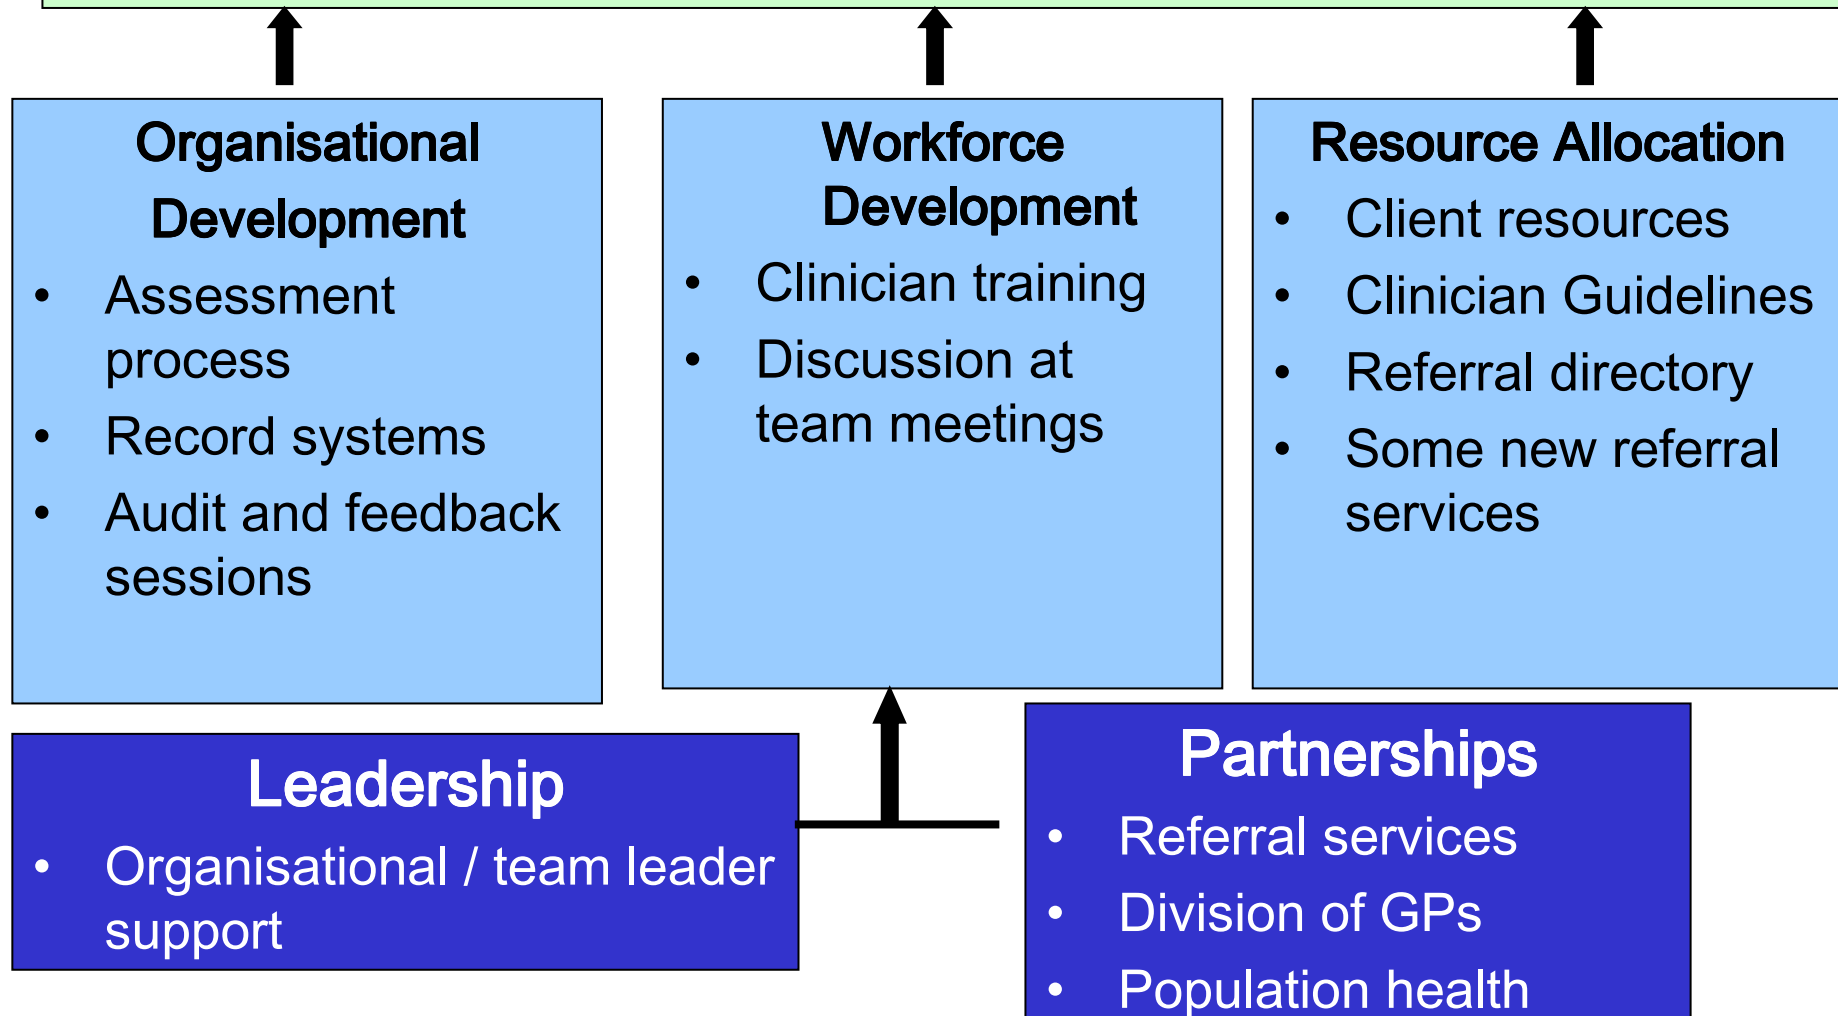 Organisational
Development
• Assessment
process
• Record systems
• Audit and feedback
sessions
Workforce
Development
• Clinician training
• Discussion at
team meetings
Resource Allocation
• Client resources
• Clinician Guidelines
• Referral directory
• Some new referral
services
Leadership
• Organisational / team leader
support
Partnerships
• Referral services
• Division of GPs
• Population health